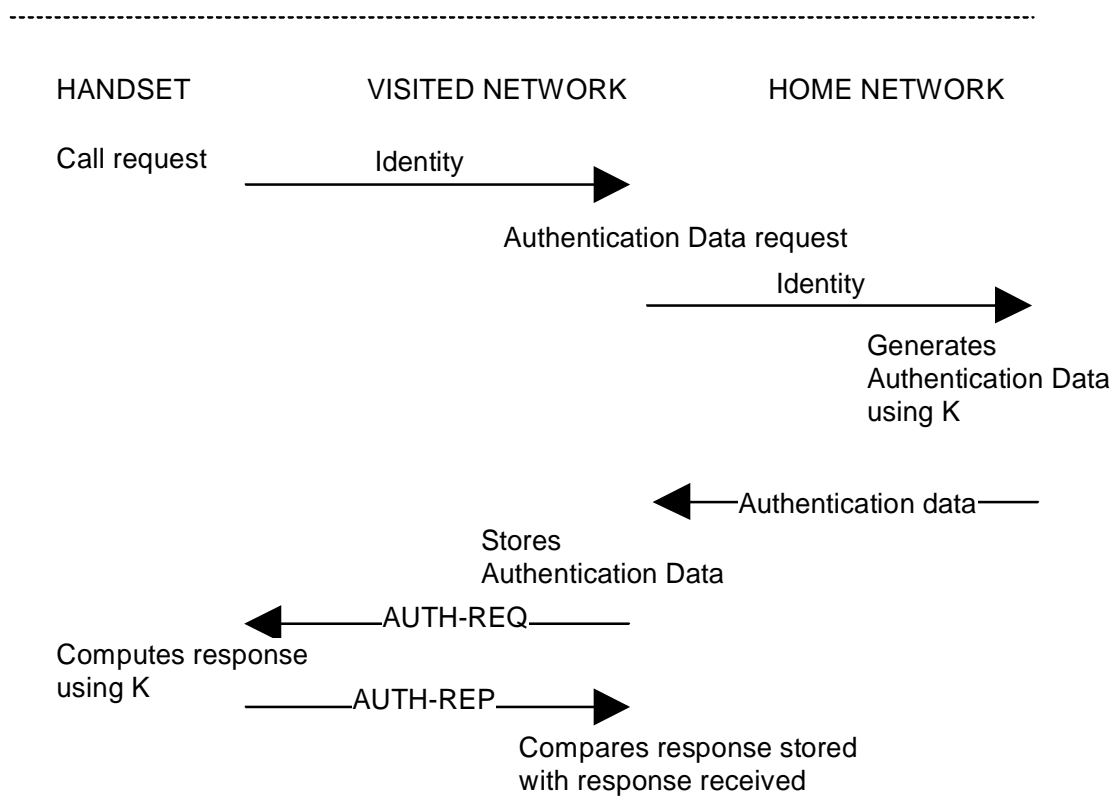 HANDSET VISITED NETWORK HOME NETWORK
Call request Identity
Authentication Data request
Identity
Generates
Authentication Data
using K
Authentication data
Stores
Authentication Data
AUTH-REQ
Computes response
using K
AUTH-REP
Compares response stored
with response received